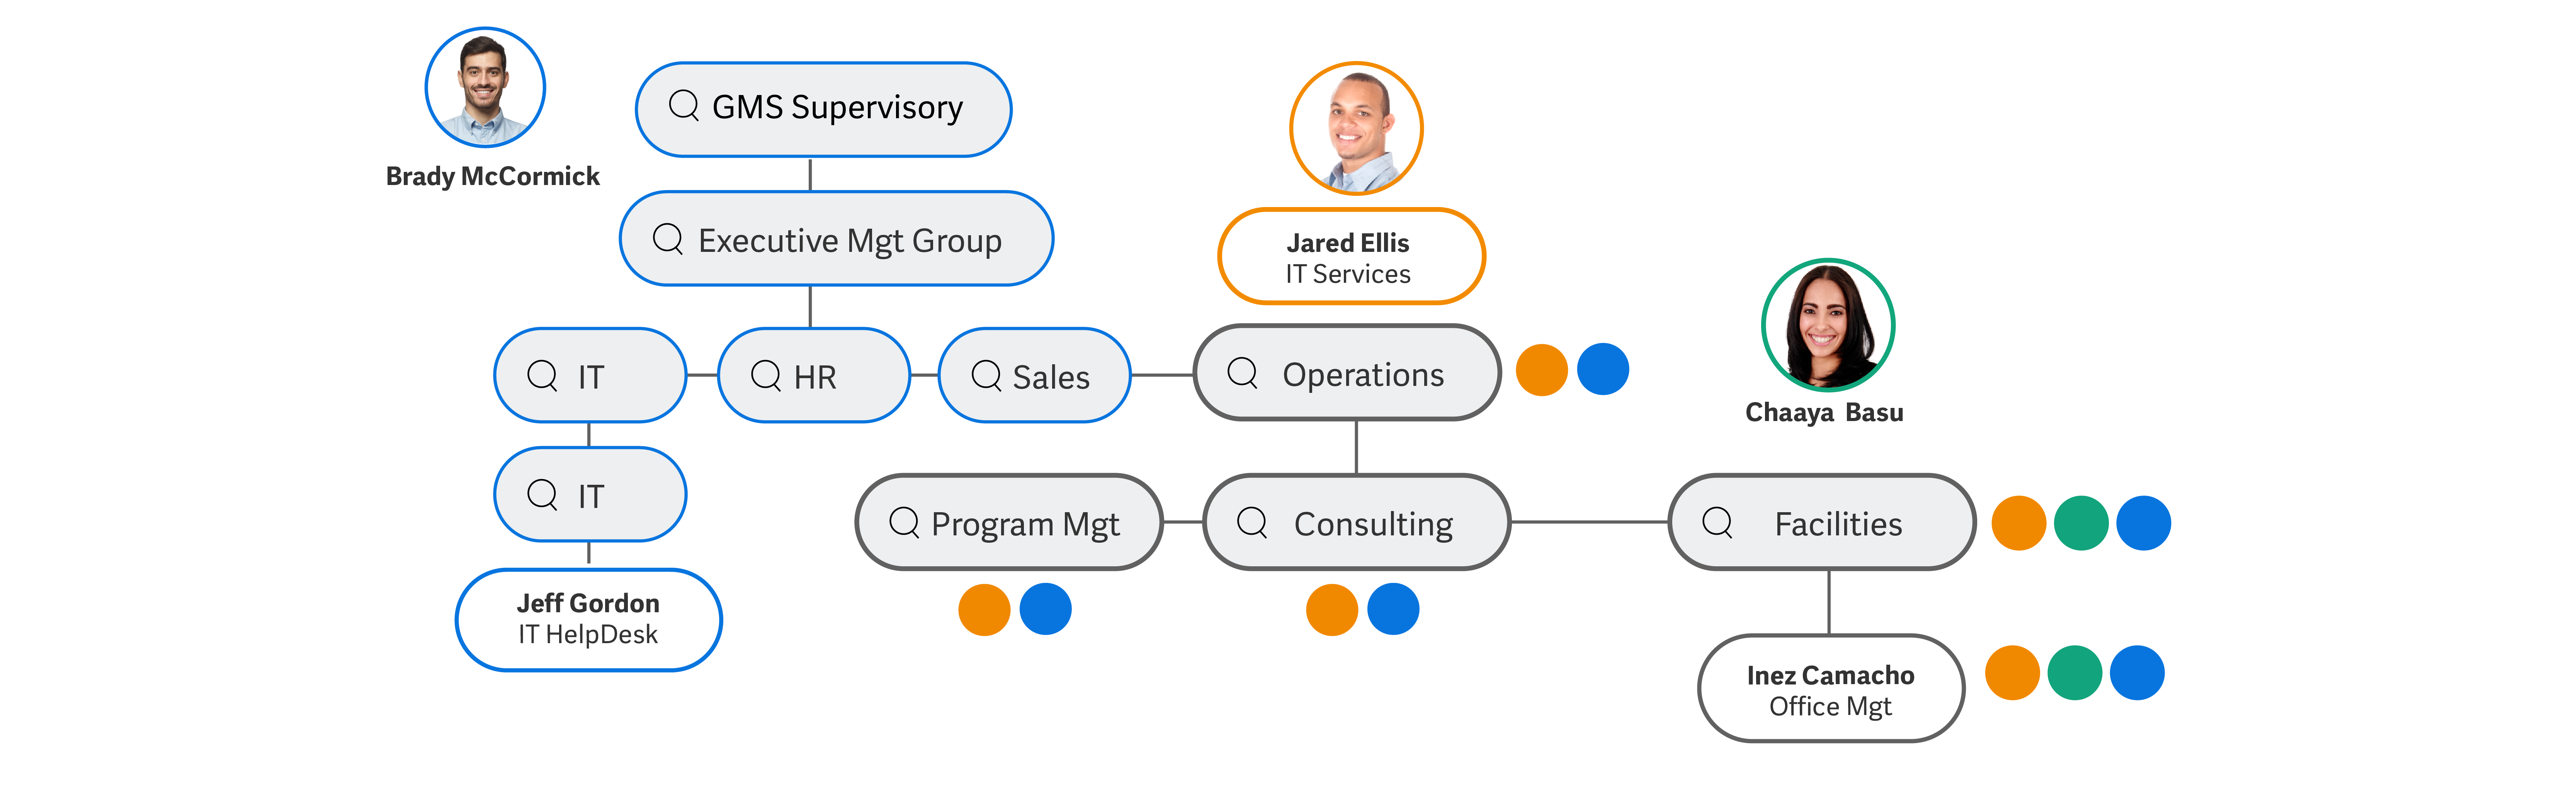 Brady McCormick
GMS Supervisory
Executive Mgt Group
Jared Ellis
IT Services
IT
HR
Sales
Operations
Chaaya Basu
IT
Program Mgt
Consulting
Facilities
Jeff Gordon
IT HelpDesk
Inez Camacho
Office Mgt